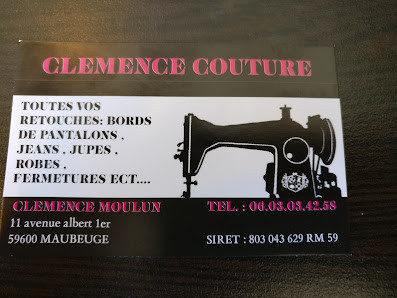 CLEMENCE COUTURE
TOUTES VOS
RETOUCHES: BORDS
DE PANTALONS ,
JEANS , JUPES ,
ROBES ,
FERMETURES ECT....
CLEMENCE MOULUN
TEL. : 06.03.03.42.58
11 avenue albert 1er
59600 MAUBEUGE
SIRET : 803 043 629 RM 59